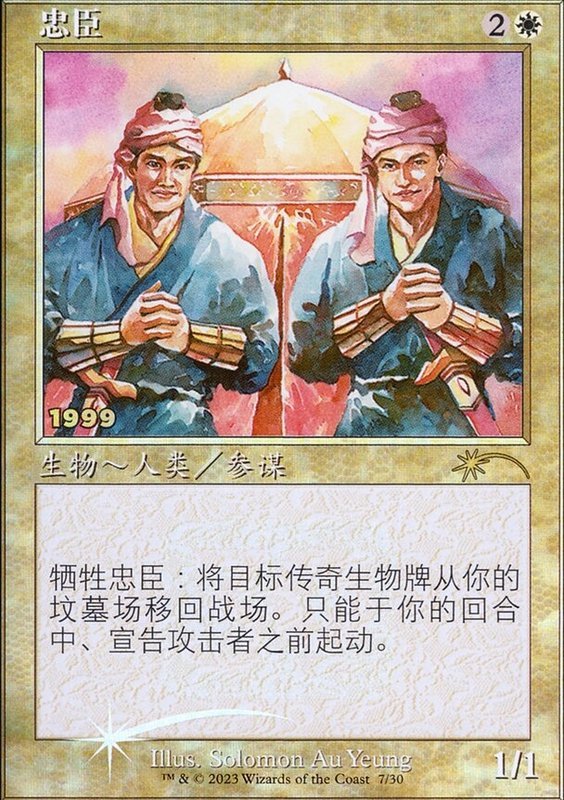 忠臣 2
1999
生物～人类／参谋
牺牲忠臣：将目标传奇生物牌从你的
坟墓场移回战场。只能于你的回合
中、宣告攻击者之前起动。
Illus. Solomon Au Yeung
™ & © 2023 Wizards of the Coast 7/30
1/1